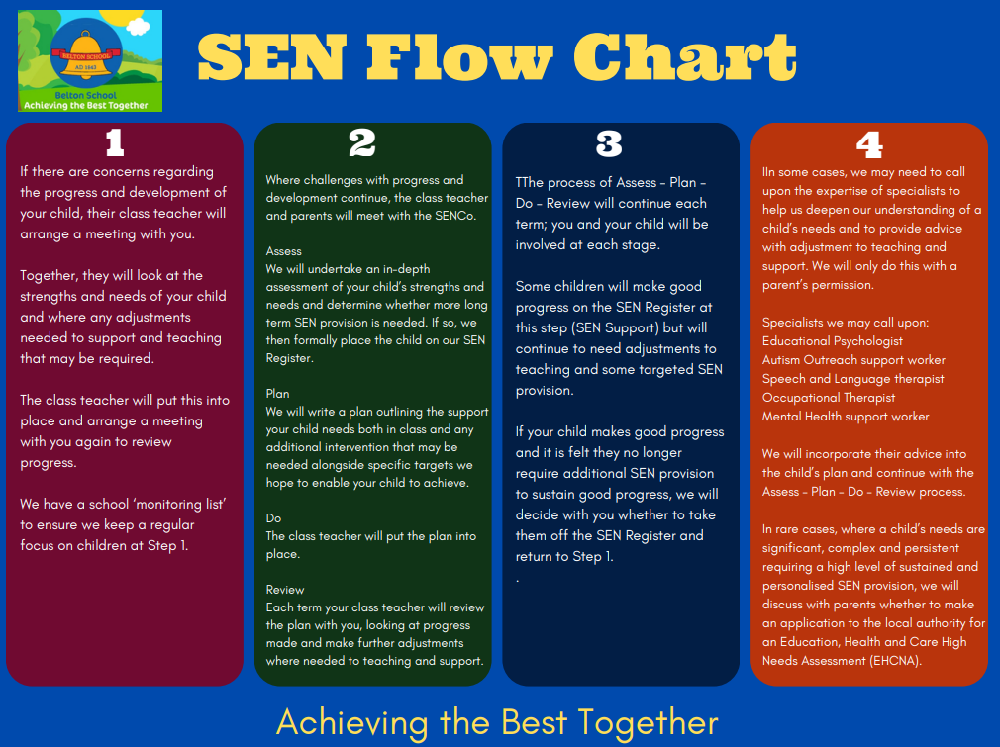 BELTON SCHOOL
AD 1643
Belton School
Achieving the Best Together
SEN Flow Chart
1
If there are concerns regarding
the progress and development of
your child, their class teacher will
arrange a meeting with you.
Together, they will look at the
strengths and needs of your child
and where any adjustments
needed to support and teaching
that may be required.
The class teacher will put this into
place and arrange a meeting
with you again to review
progress.
We have a school ‘monitoring list’
to ensure we keep a regular
focus on children at Step 1.
2
Where challenges with progress and
development continue, the class teacher
and parents will meet with the SENCo.
Assess
We will undertake an in-depth
assessment of your child’s strengths and
needs and determine whether more long
term SEN provision is needed. If so, we
then formally place the child on our SEN
Register.
Plan
We will write a plan outlining the support
your child needs both in class and any
additional intervention that may be
needed alongside specific targets we
hope to enable your child to achieve.
Do
The class teacher will put the plan into
place.
Review
Each term your class teacher will review
the plan with you, looking at progress
made and make further adjustments
where needed to teaching and support.
3
TThe process of Assess - Plan -
Do - Review will continue each
term; you and your child will be
involved at each stage.
Some children will make good
progress on the SEN Register at
this step (SEN Support) but will
continue to need adjustments to
teaching and some targeted SEN
provision.
If your child makes good progress
and it is felt they no longer
require additional SEN provision
to sustain good progress, we will
decide with you whether to take
them off the SEN Register and
return to Step 1.
.
4
IIn some cases, we may need to call
upon the expertise of specialists to
help us deepen our understanding of a
child’s needs and to provide advice
with adjustment to teaching and
support. We will only do this with a
parent’s permission.
Specialists we may call upon:
Educational Psychologist
Autism Outreach support worker
Speech and Language therapist
Occupational Therapist
Mental Health support worker
We will incorporate their advice into
the child’s plan and continue with the
Assess - Plan - Do - Review process.
In rare cases, where a child’s needs are
significant, complex and persistent
requiring a high level of sustained and
personalised SEN provision, we will
discuss with parents whether to make
an application to the local authority for
an Education, Health and Care High
Needs Assessment (EHCNA).
Achieving the Best Together